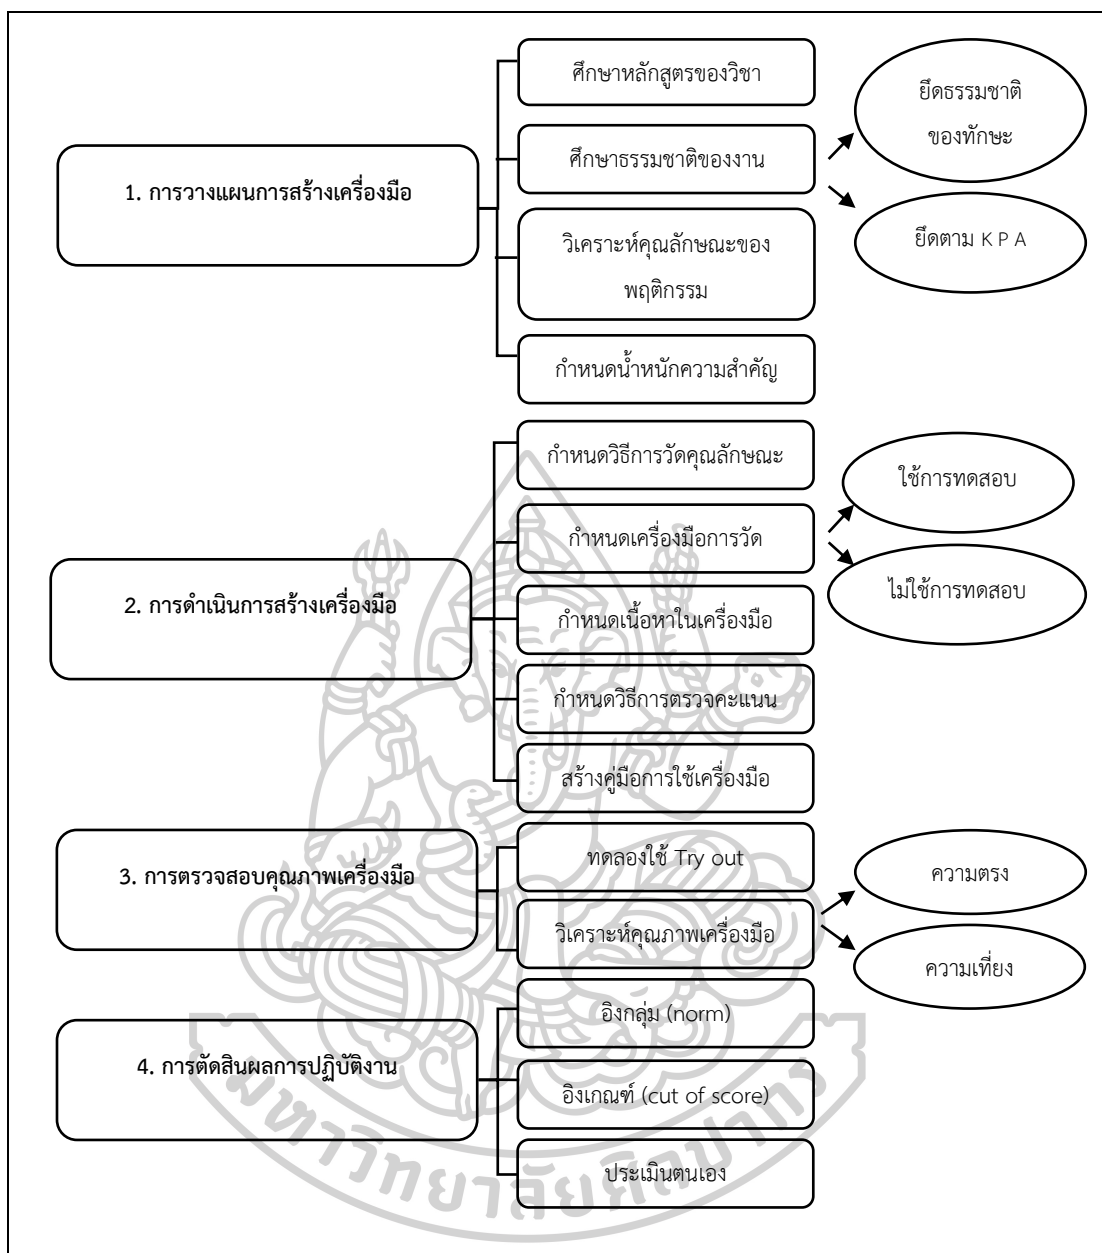 1. การวางแผนการสร้างเครื่องมือ
ศึกษาหลักสูตรของวิชา
ศึกษาธรรมชาติของงาน
ยึดธรรมชาติ
ของทักษะ
ยึดตาม K P A
วิเคราะห์คุณลักษณะของ
พฤติกรรม
กำหนดน้ำหนักความสำคัญ
2. การดำเนินการสร้างเครื่องมือ
กำหนดวิธีการวัดคุณลักษณะ
กำหนดเครื่องมือการวัด
ใช้การทดสอบ
ไม่ใช้การทดสอบ
กำหนดเนื้อหาในเครื่องมือ
กำหนดวิธีการตรวจคะแนน
สร้างคู่มือการใช้เครื่องมือ
3. การตรวจสอบคุณภาพเครื่องมือ
ทดลองใช้ Try out
วิเคราะห์คุณภาพเครื่องมือ
ความตรง
ความเที่ยง
4. การตัดสินผลการปฏิบัติงาน
อิงกลุ่ม (norm)
อิงเกณฑ์ (cut of score)
ประเมินตนเอง
มหาวิทยาลัยศิลปากร